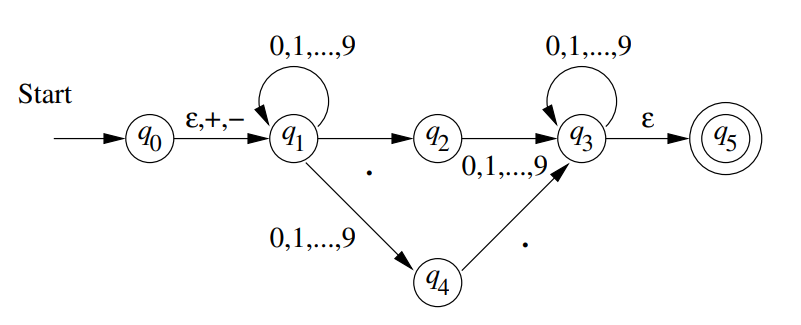 0,1,...,9 0,1,...,9
Start
q0 ε,+,− q1 q2 q3 ε q5
. 0,1,...,9
0,1,...,9 .
q4